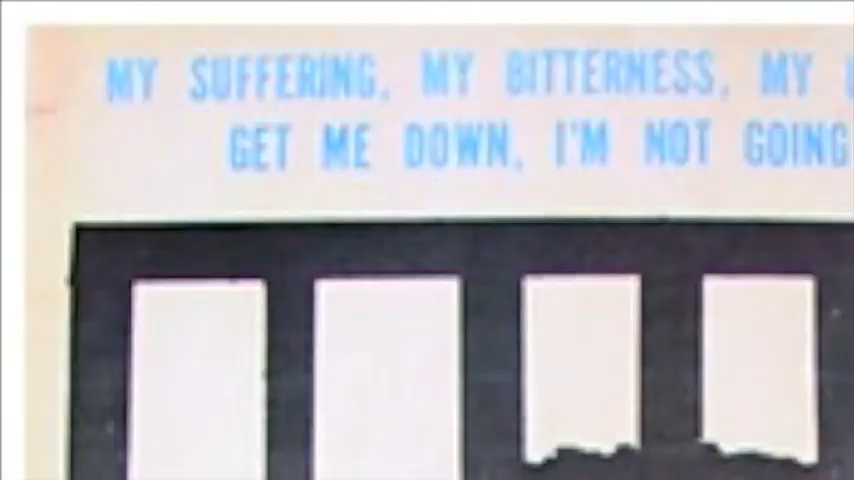 MY SUFFERING, MY BITTERNESS, MY
GET ME DOWN, I'M NOT GOING